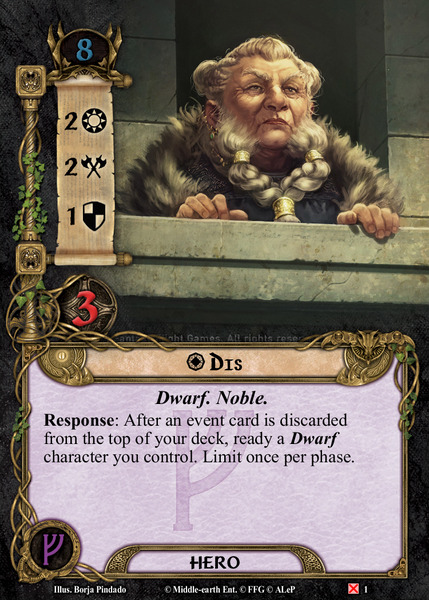 8
2
2
1
3
Dis
Dwarf. Noble.
Response: After an event card is discarded
from the top of your deck, ready a Dwarf
character you control. Limit once per phase.
HERO
Illus. Borja Pindado © Middle-earth Ent. © FFG © ALeP 1